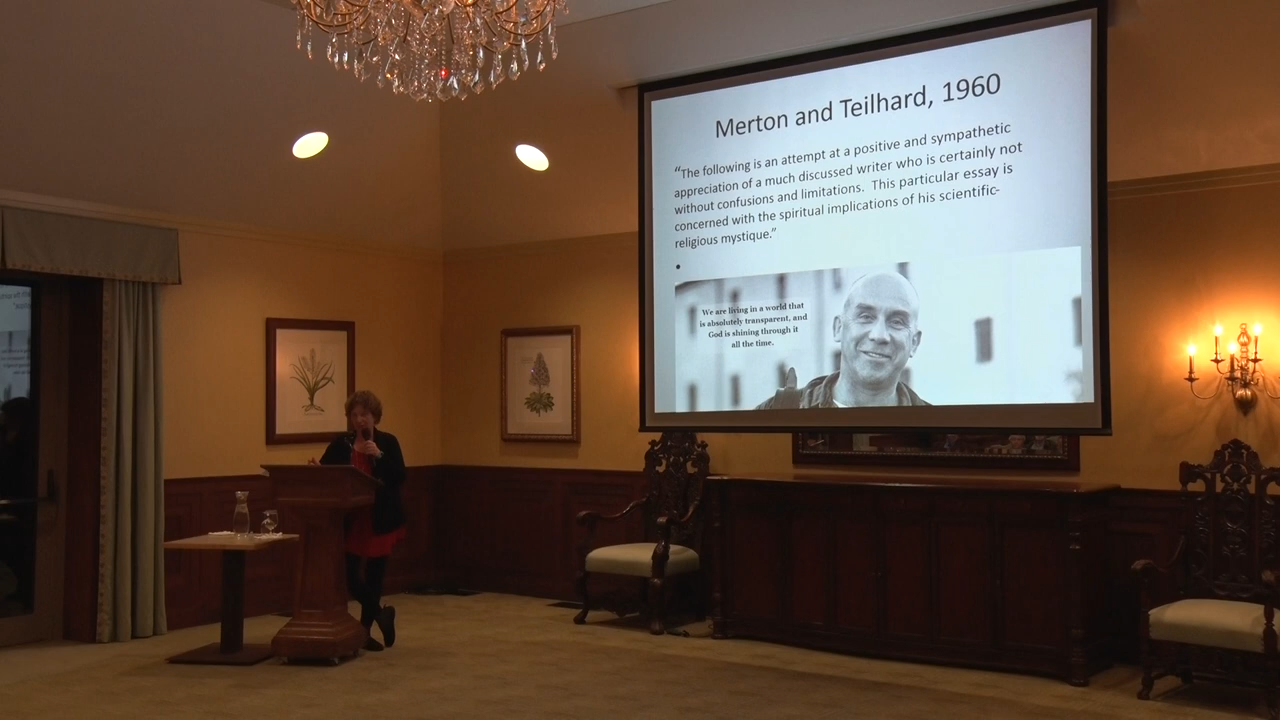 Merton and Teilhard, 1960
“The following is an attempt at a positive and sympathetic
appreciation of a much discussed writer who is certainly not
without confusions and limitations.  This particular essay is
concerned with the spiritual implications of his scientific-
religious mystique.”
We are living in a world that
is absolutely transparent, and
God is shining through it
all the time.